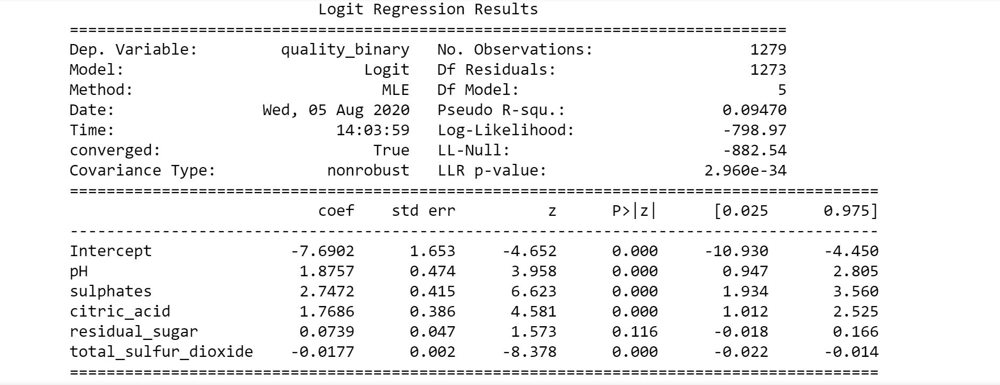 Logit Regression Results
==============================================================================
Dep. Variable: quality_binary No. Observations: 1279
Model: Logit Df Residuals: 1273
Method: MLE Df Model: 5
Date: Wed, 05 Aug 2020 Pseudo R-squ.: 0.09470
Time: 14:03:59 Log-Likelihood: -798.97
converged: True LL-Null: -882.54
Covariance Type: nonrobust LLR p-value: 2.960e-34
========================================================================================
coef std err z P>|z| [0.025 0.975]
----------------------------------------------------------------------------------------
Intercept -7.6902 1.653 -4.652 0.000 -10.930 -4.450
pH 1.8757 0.474 3.958 0.000 0.947 2.805
sulphates 2.7472 0.415 6.623 0.000 1.934 3.560
citric_acid 1.7686 0.386 4.581 0.000 1.012 2.525
residual_sugar 0.0739 0.047 1.573 0.116 -0.018 0.166
total_sulfur_dioxide -0.0177 0.002 -8.378 0.000 -0.022 -0.014
========================================================================================